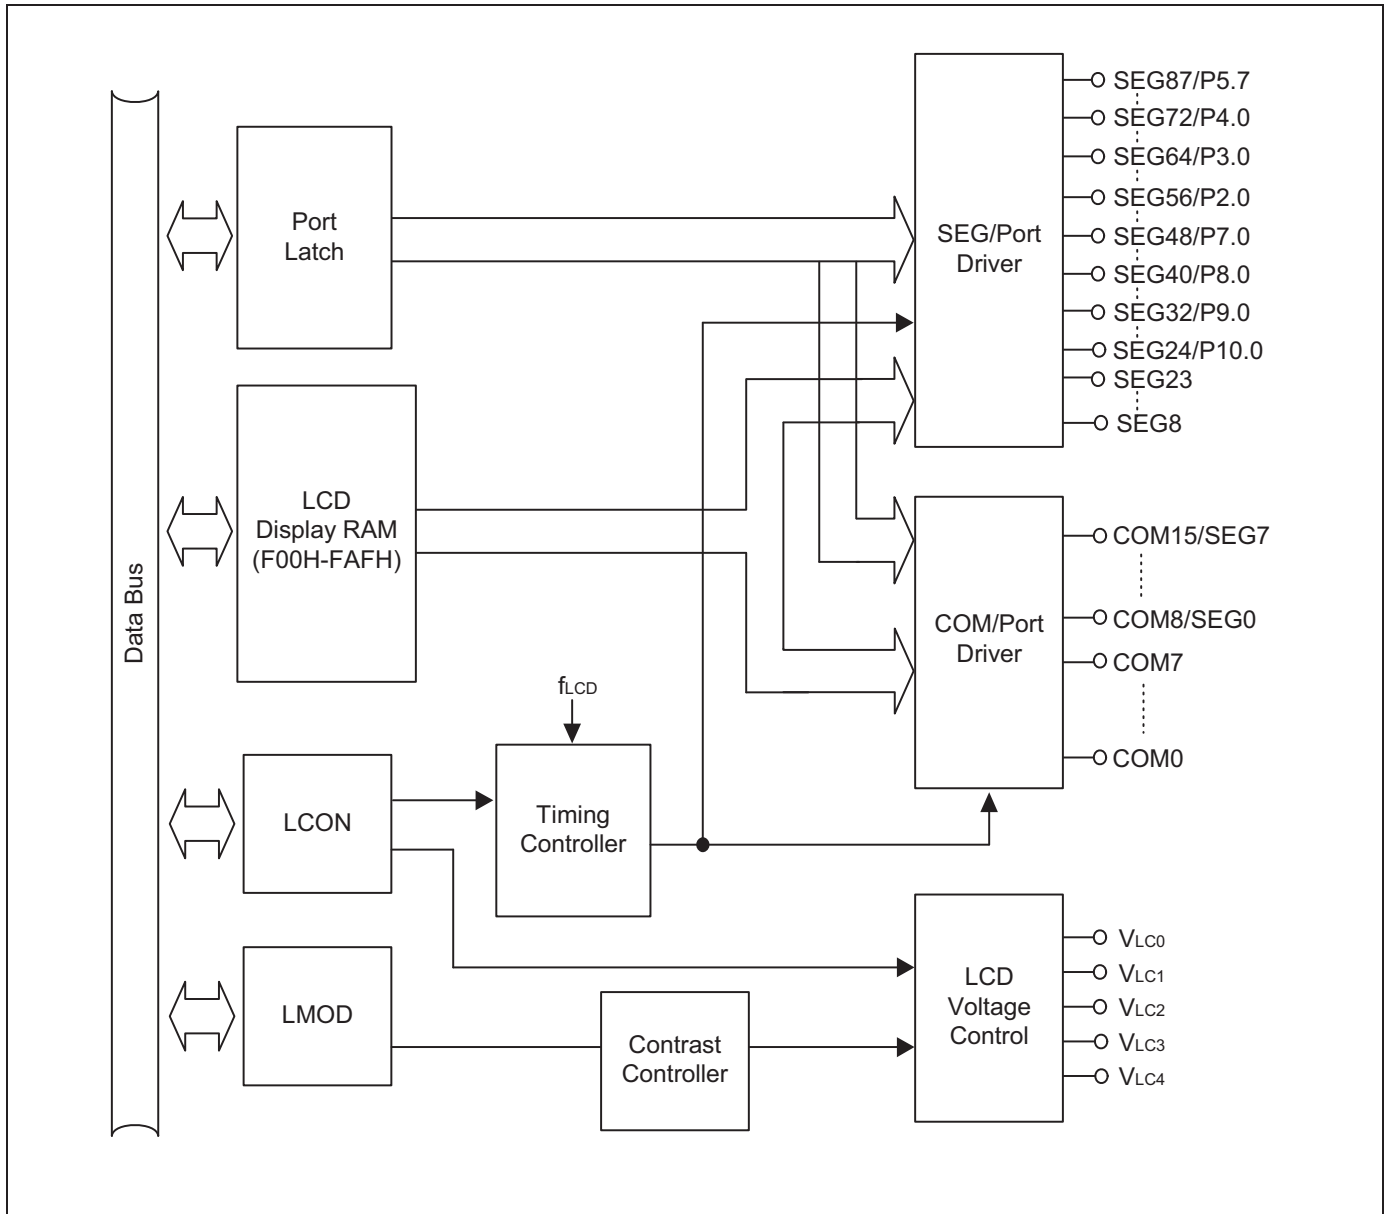 Data Bus
Port
Latch
LCD
Display RAM
(F00H-FAFH)
LCON
LMOD
fLCD
Timing
Controller
Contrast
Controller
SEG/Port
Driver
SEG87/P5.7
SEG72/P4.0
SEG64/P3.0
SEG56/P2.0
SEG48/P7.0
SEG40/P8.0
SEG32/P9.0
SEG24/P10.0
SEG23
SEG8
COM/Port
Driver
COM15/SEG7
COM8/SEG0
COM7
COM0
LCD
Voltage
Control
VLC0
VLC1
VLC2
VLC3
VLC4